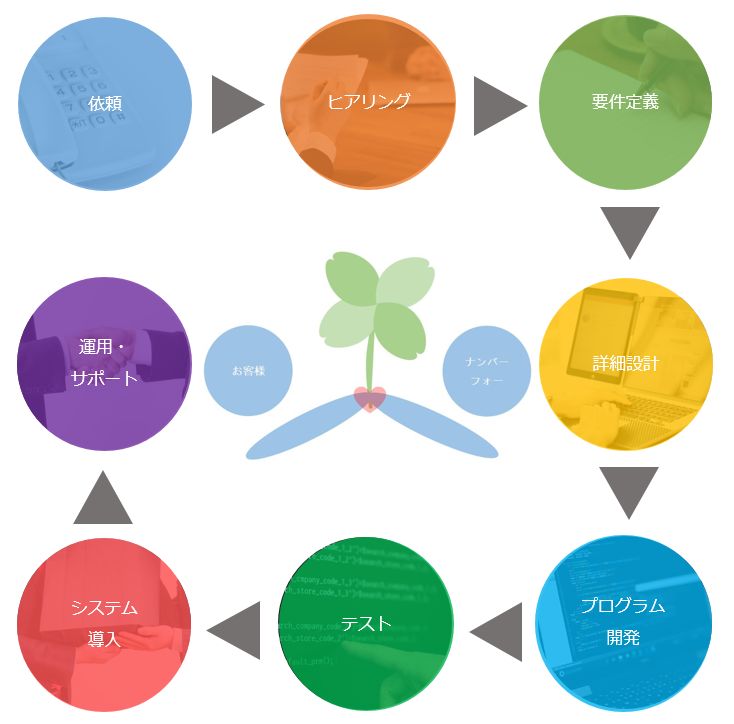 依頼
ヒアリング
要件定義
詳細設計
プログラム
開発
テスト
システム
導入
運用・
サポート
お客様
ナンバー
フォー